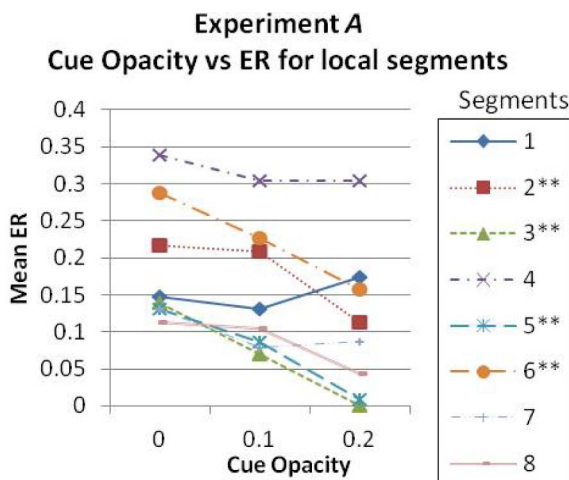 Experiment A
Cue Opacity vs ER for local segments
Segments
0.4
0.35
0.3
0.25
0.2
0.15
0.1
0.05
0
Mean ER
0 0.1 0.2
Cue Opacity
1
2**
3**
4
5**
6**
7
8